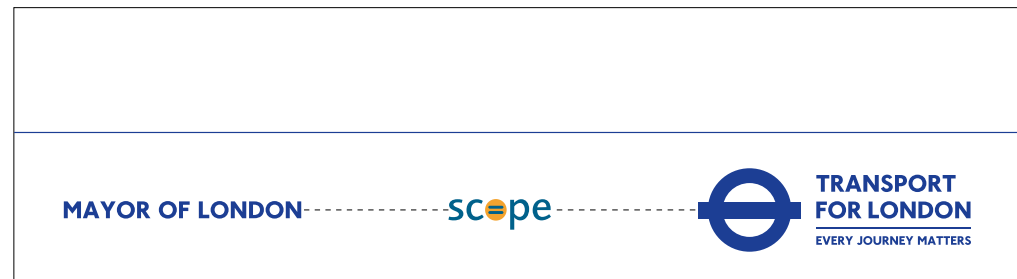 MAYOR OF LONDON
scope
TRANSPORT
FOR LONDON
EVERY JOURNEY MATTERS